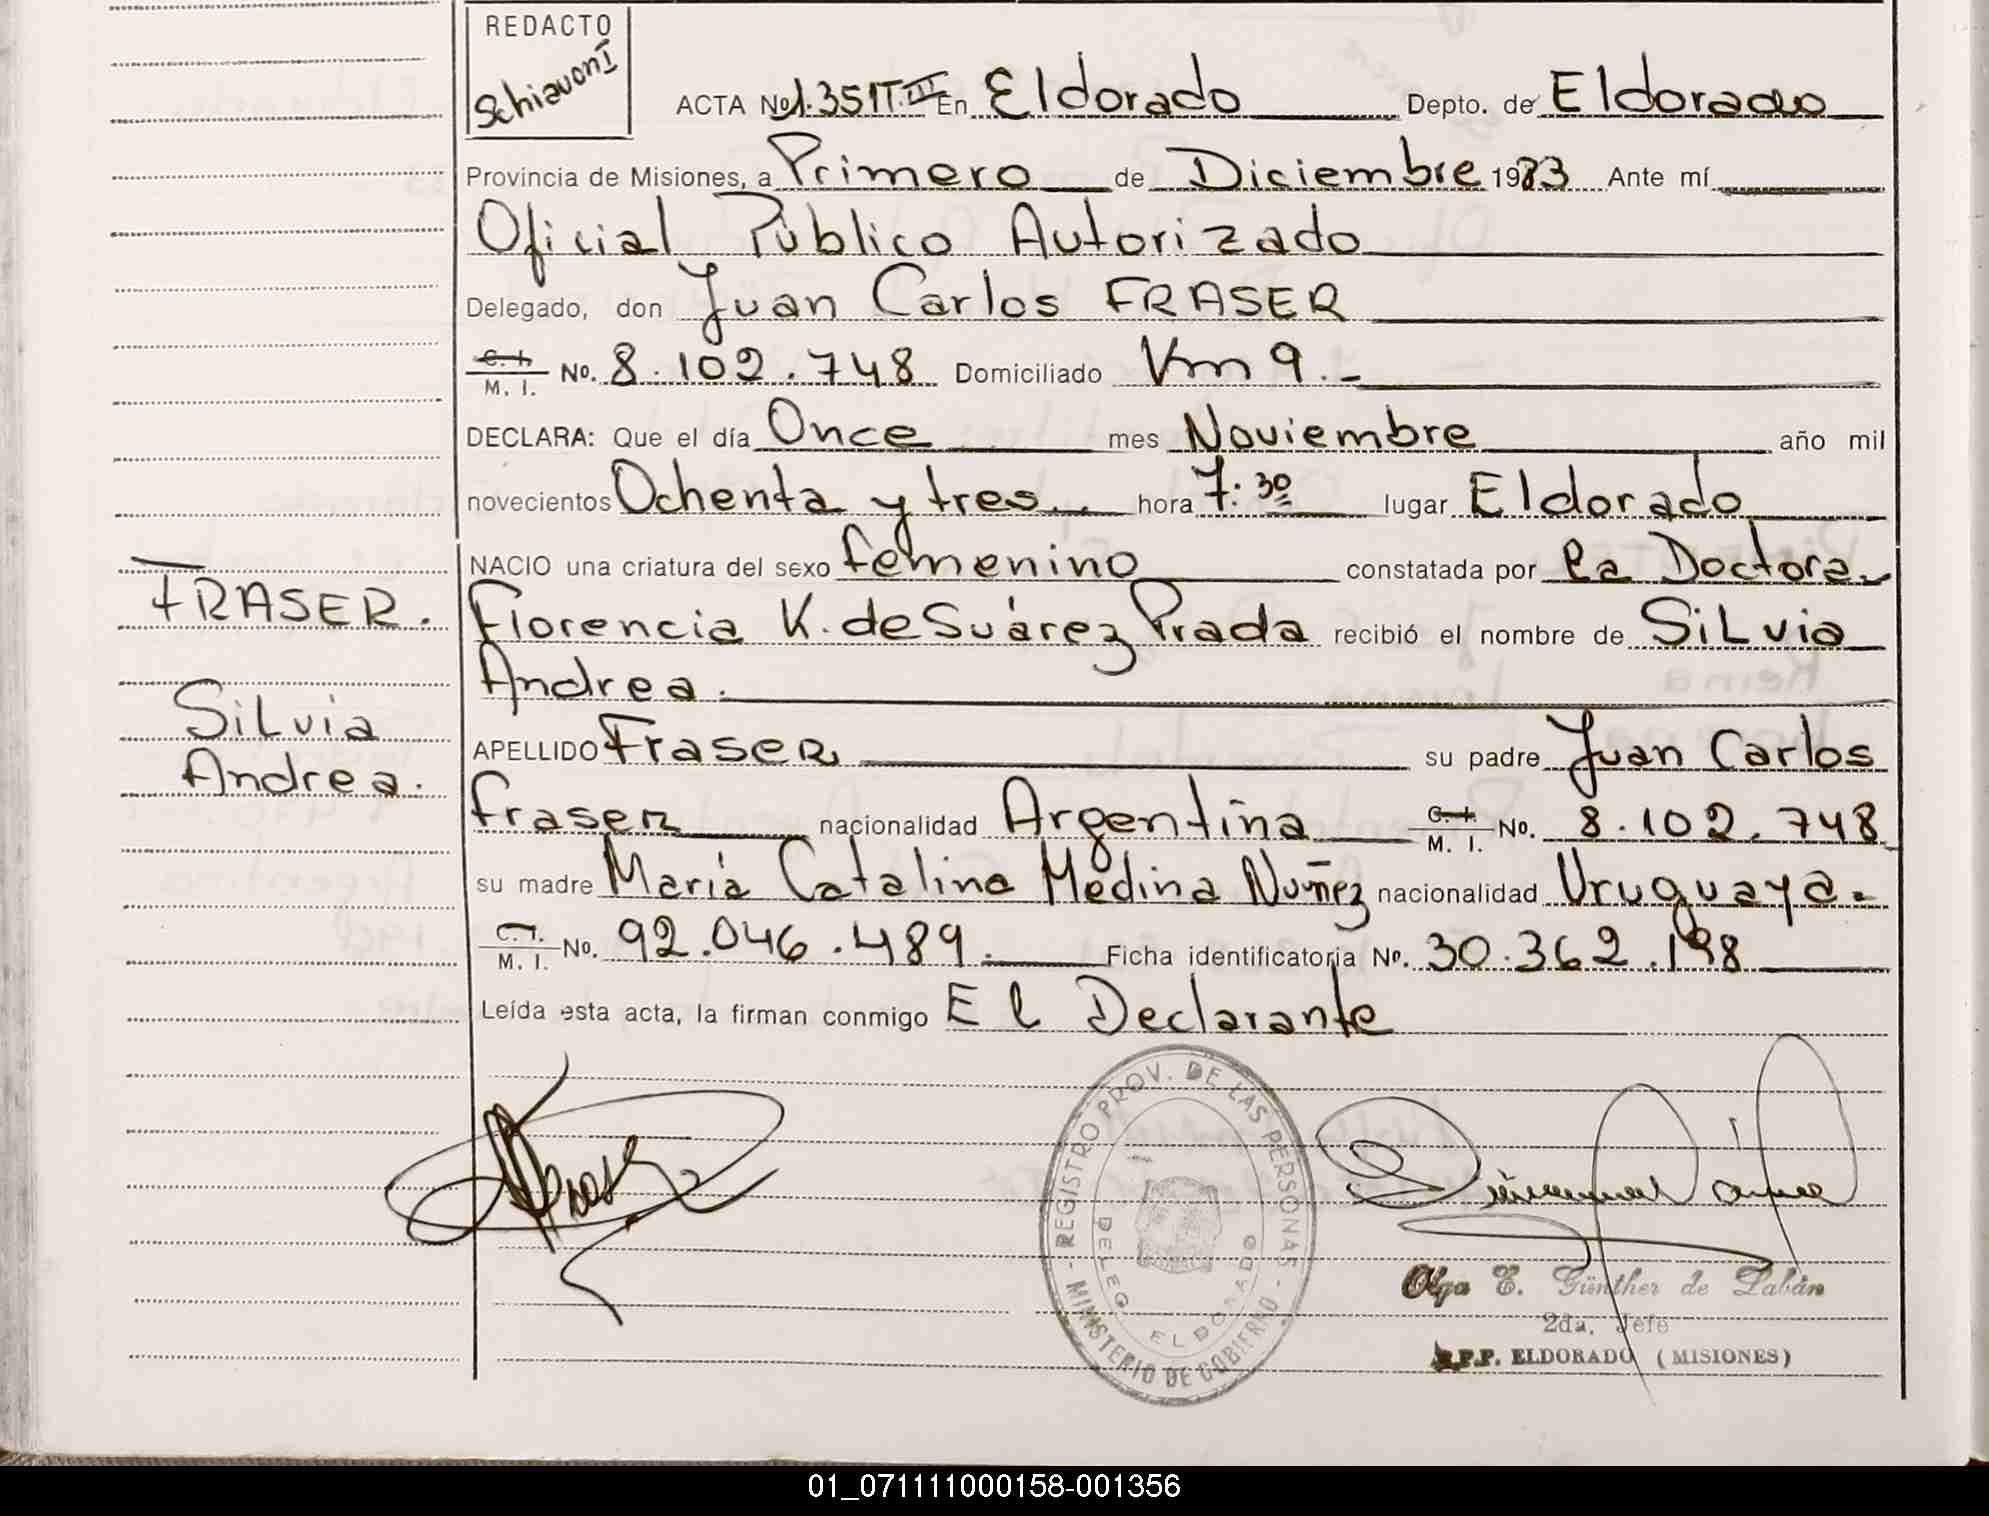 REDACTO
Schiavoni
ACTA Nº 1.351 T. III En Eldorado Depto. de Eldorado
Provincia de Misiones, a Primero de Diciembre 1983 Ante mí
Oficial Público Autorizado
Delegado, don Juan Carlos FRASER
C. I. M. I. Nº. 8.102.748 Domiciliado Km 9.-
DECLARA: Que el día Once mes Noviembre año mil
novecientos Ochenta y tres hora 7:30 lugar Eldorado
NACIO una criatura del sexo femenino constatada por la Doctora
Florencia K. de Suárez Prada recibió el nombre de SiLvia
Andrea.
FRASER.
SiLvia
Andrea.
APELLIDO Fraser su padre Juan Carlos
Fraser nacionalidad Argentina C. I. M. I. Nº. 8.102.748
su madre María Catalina Medina Nuñez nacionalidad Uruguaya.
C. I. M. I. Nº. 92.046.489. Ficha identificatoria Nº. 30.362.198
Leída esta acta, la firman conmigo El Declarante
REGISTRO PROV. DE LAS PERSONAS - MINISTERIO DE GOBIERNO -
DELEG ELDORADO
Olga E. Günther de Labán
2da. Jefe
R.P.P. ELDORADO (MISIONES)
01_071111000158-001356